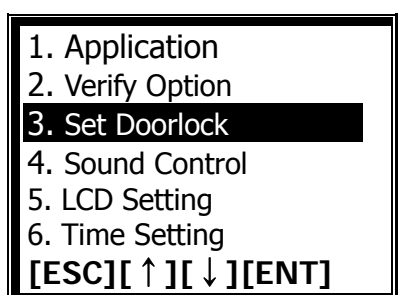 1. Application
2. Verify Option
3. Set Doorlock
4. Sound Control
5. LCD Setting
6. Time Setting
[ESC][↑][↓][ENT]